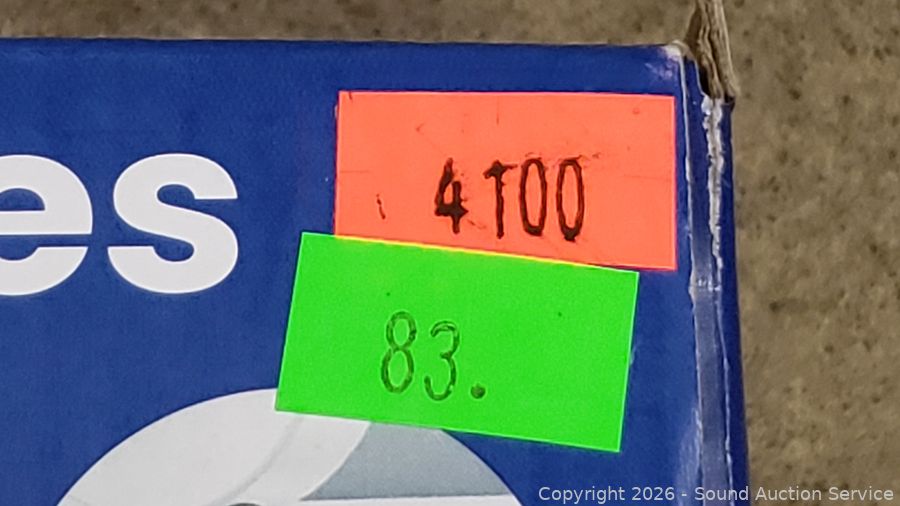 es
4100
83.
Copyright 2026 - Sound Auction Service